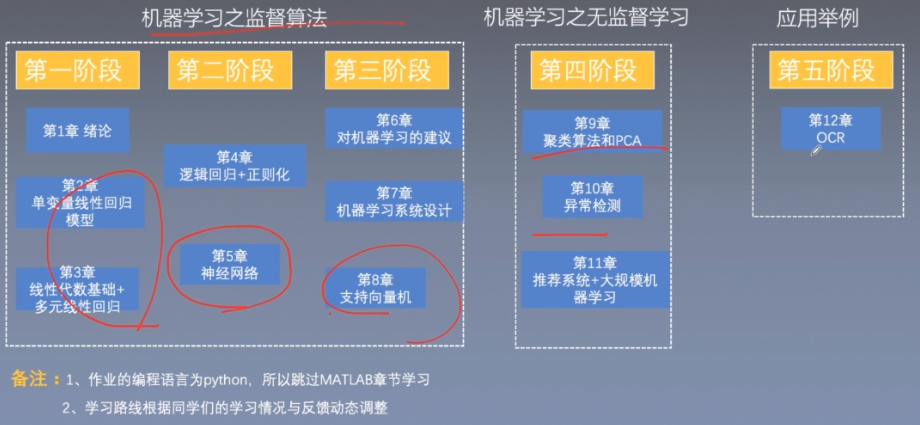 机器学习之监督算法
机器学习之无监督学习
应用举例
第一阶段
第二阶段
第三阶段
第四阶段
第五阶段
第1章 绪论
第2章
单变量线性回归
模型
第3章
线性代数基础+
多元线性回归
第4章
逻辑回归+正则化
第5章
神经网络
第6章
对机器学习的建议
第7章
机器学习系统设计
第8章
支持向量机
第9章
聚类算法和PCA
第10章
异常检测
第11章
推荐系统+大规模机
器学习
第12章
OCR
备注：1、作业的编程语言为python，所以跳过MATLAB章节学习
2、学习路线根据同学们的学习情况与反馈动态调整